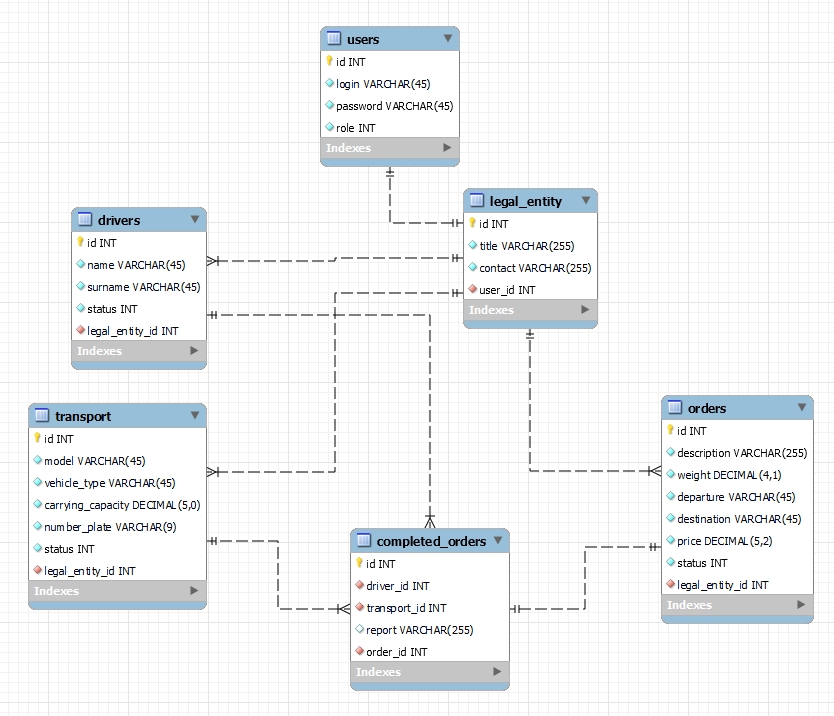 users
id INT
login VARCHAR(45)
password VARCHAR(45)
role INT
Indexes
legal_entity
id INT
title VARCHAR(255)
contact VARCHAR(255)
user_id INT
Indexes
drivers
id INT
name VARCHAR(45)
surname VARCHAR(45)
status INT
legal_entity_id INT
Indexes
transport
id INT
model VARCHAR(45)
vehicle_type VARCHAR(45)
carrying_capacity DECIMAL(5,0)
number_plate VARCHAR(9)
status INT
legal_entity_id INT
Indexes
orders
id INT
description VARCHAR(255)
weight DECIMAL(4,1)
departure VARCHAR(45)
destination VARCHAR(45)
price DECIMAL(5,2)
status INT
legal_entity_id INT
Indexes
completed_orders
id INT
driver_id INT
transport_id INT
report VARCHAR(255)
order_id INT
Indexes